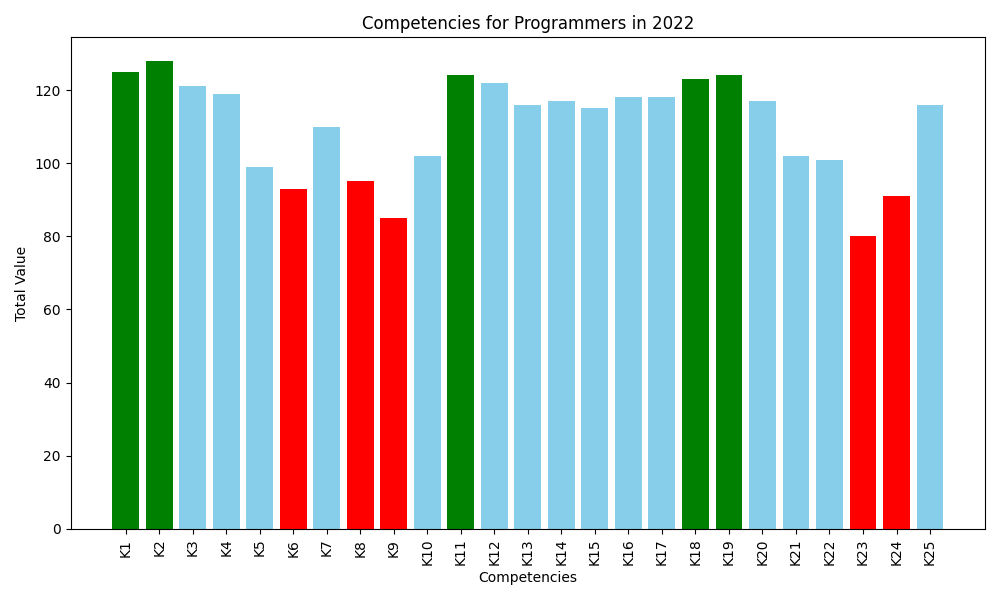 Competencies for Programmers in 2022
Total Value
120
100
80
60
40
20
0
K1 K2 K3 K4 K5 K6 K7 K8 K9 K10 K11 K12 K13 K14 K15 K16 K17 K18 K19 K20 K21 K22 K23 K24 K25
Competencies